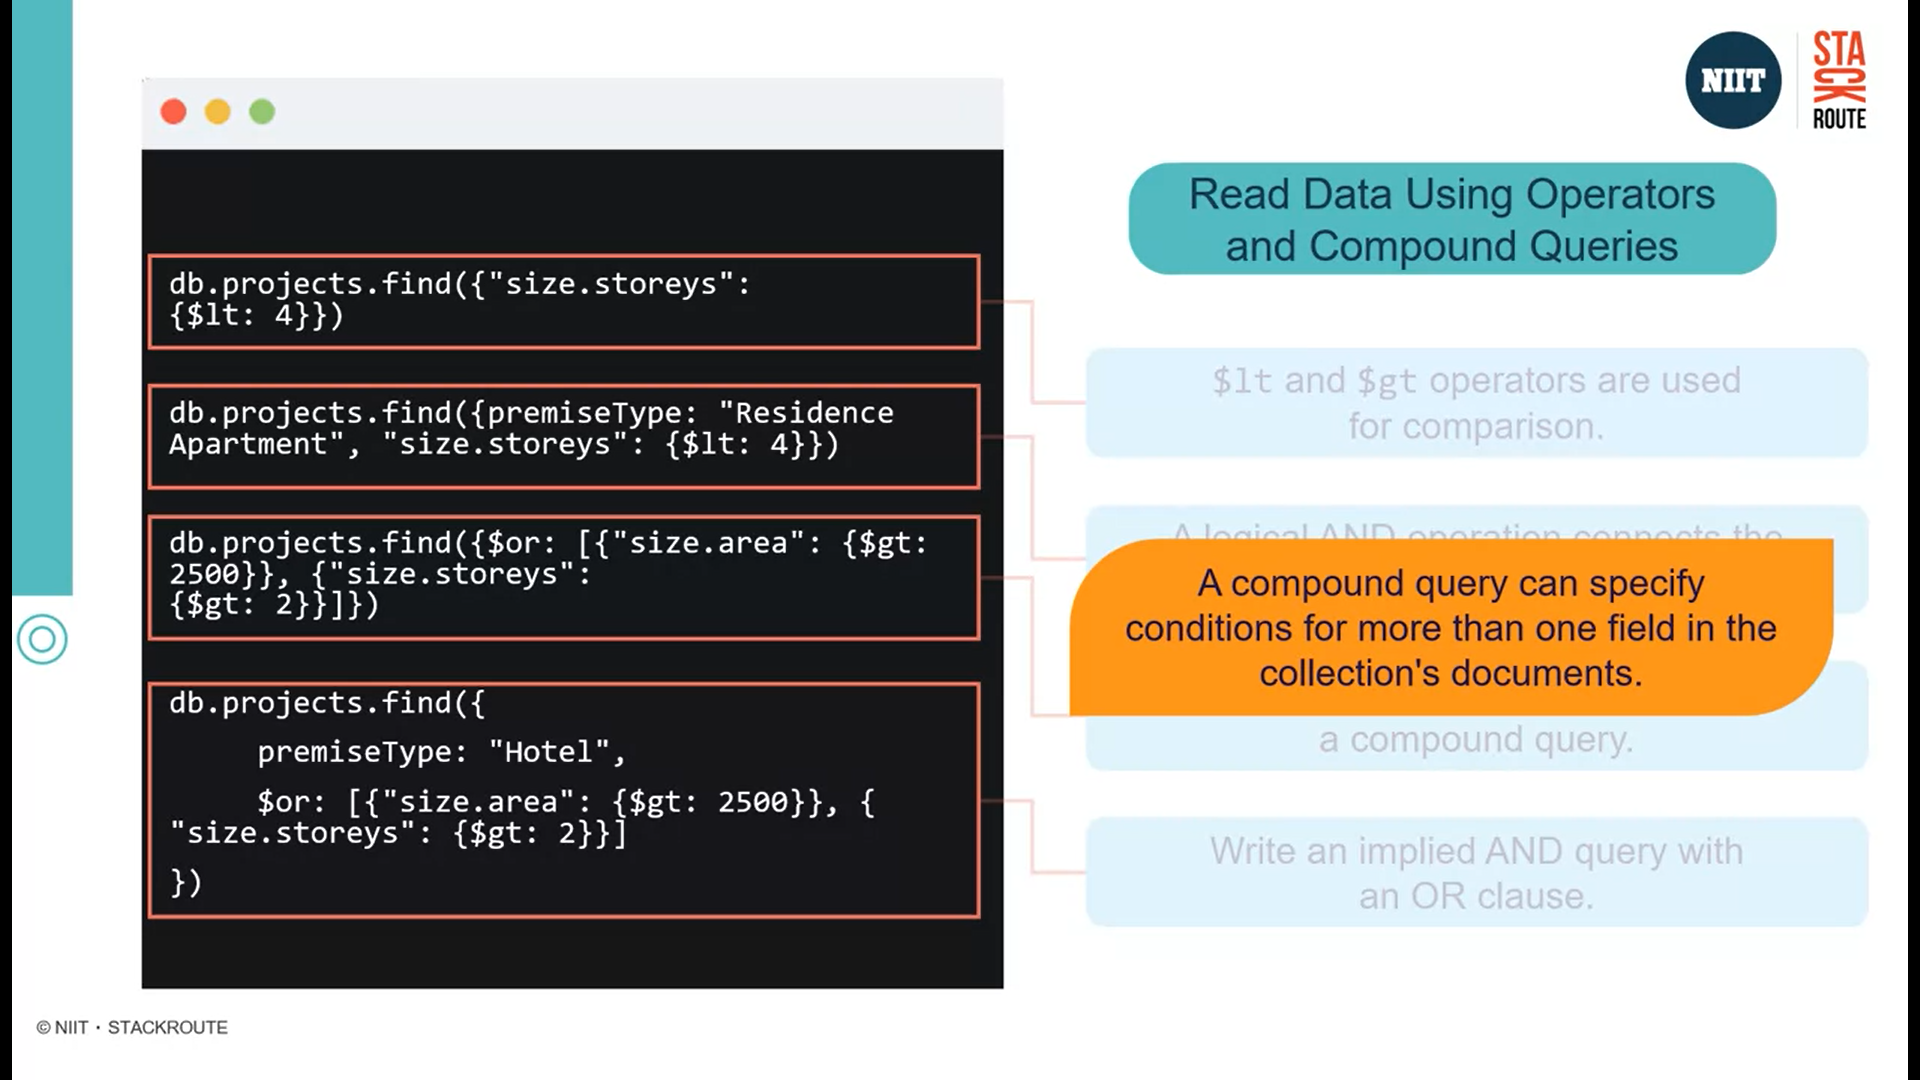 NIIT
STACK
ROUTE
Read Data Using Operators
and Compound Queries
db.projects.find({"size.storeys":
{$lt: 4}})
$lt and $gt operators are used
for comparison.
db.projects.find({premiseType: "Residence
Apartment", "size.storeys": {$lt: 4}})
A logical AND operation connects the
db.projects.find({$or: [{"size.area": {$gt:
2500}}, {"size.storeys":
{$gt: 2}}]})
A compound query can specify
conditions for more than one field in the
collection's documents.
a compound query.
db.projects.find({
premiseType: "Hotel",
$or: [{"size.area": {$gt: 2500}}, {
"size.storeys": {$gt: 2}}]
})
Write an implied AND query with
an OR clause.
© NIIT · STACKROUTE